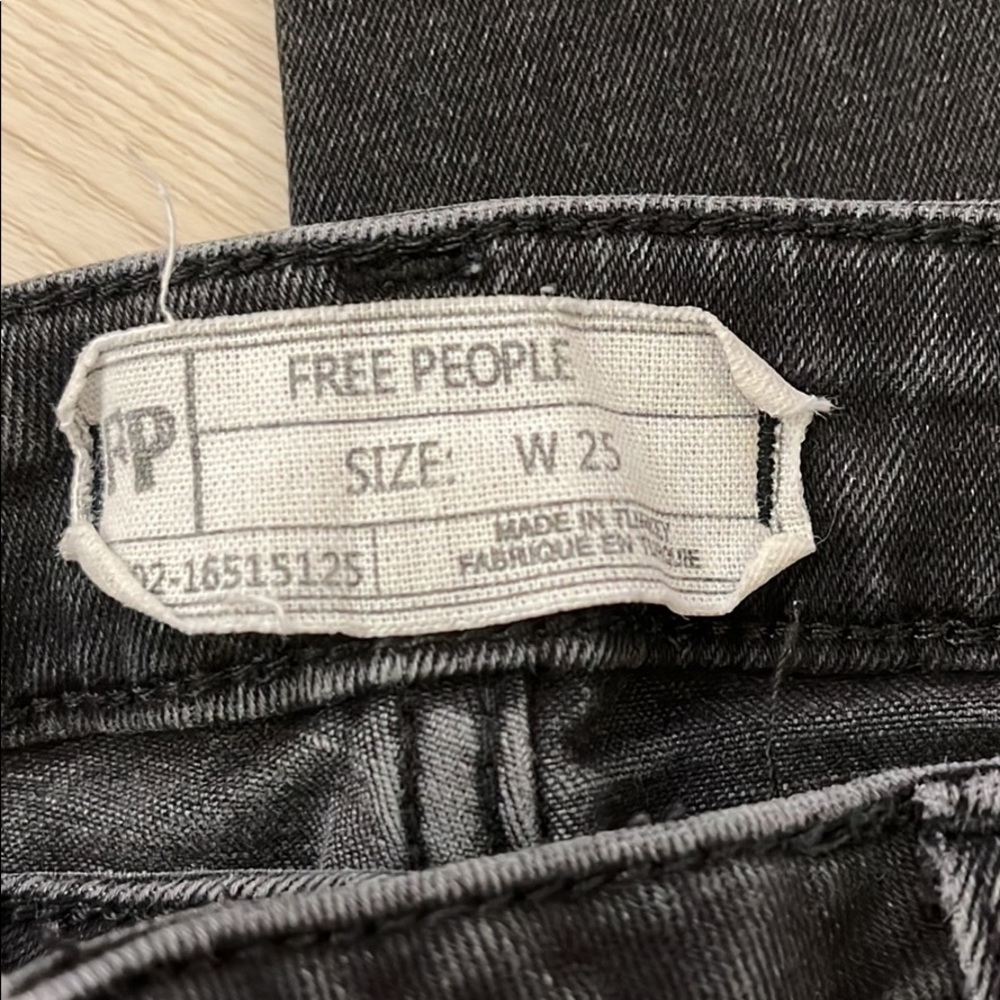 FREE PEOPLE
FP
SIZE: W 25
02-16515125
MADE IN TURKEY
FABRIQUE EN TURQUIE